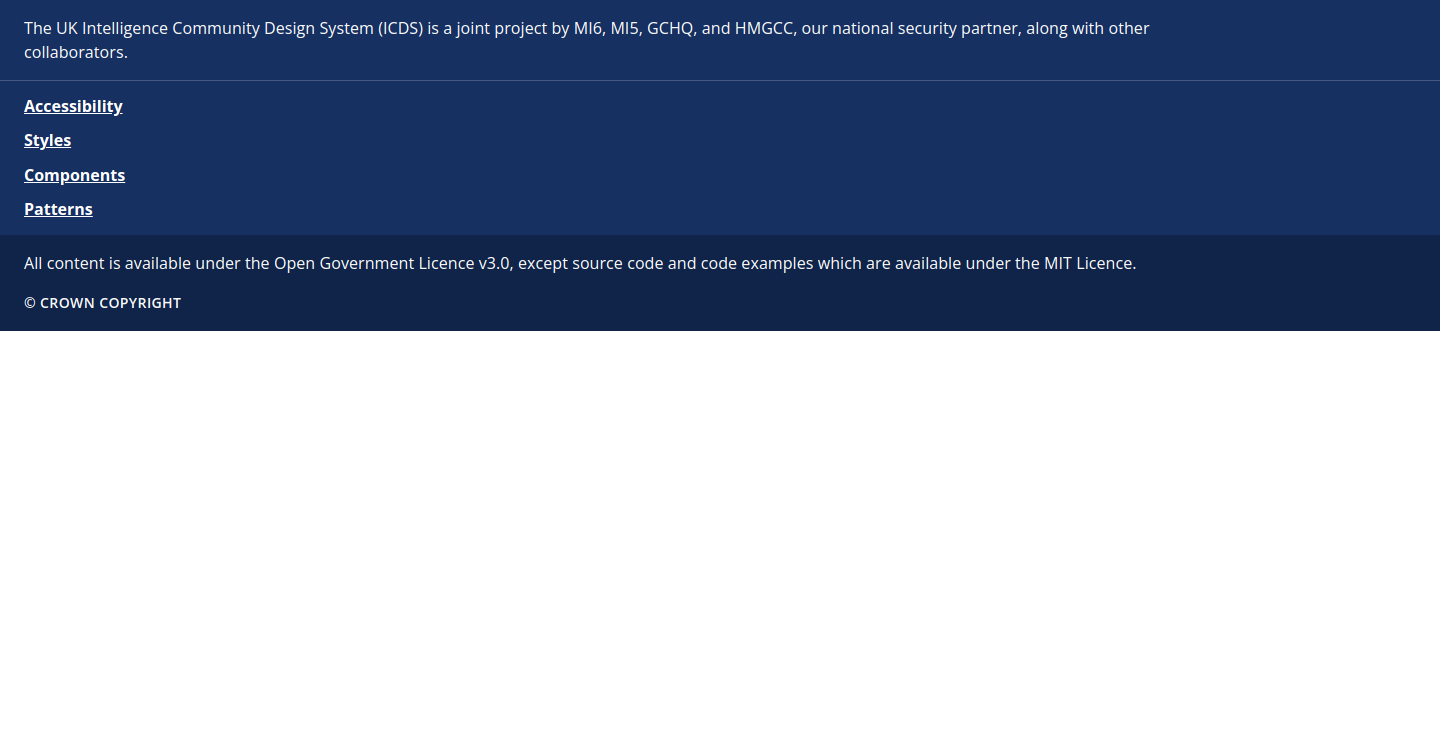 The UK Intelligence Community Design System (ICDS) is a joint project by MI6, MI5, GCHQ, and HMGCC, our national security partner, along with other
collaborators.
Accessibility
Styles
Components
Patterns
All content is available under the Open Government Licence v3.0, except source code and code examples which are available under the MIT Licence.
© CROWN COPYRIGHT